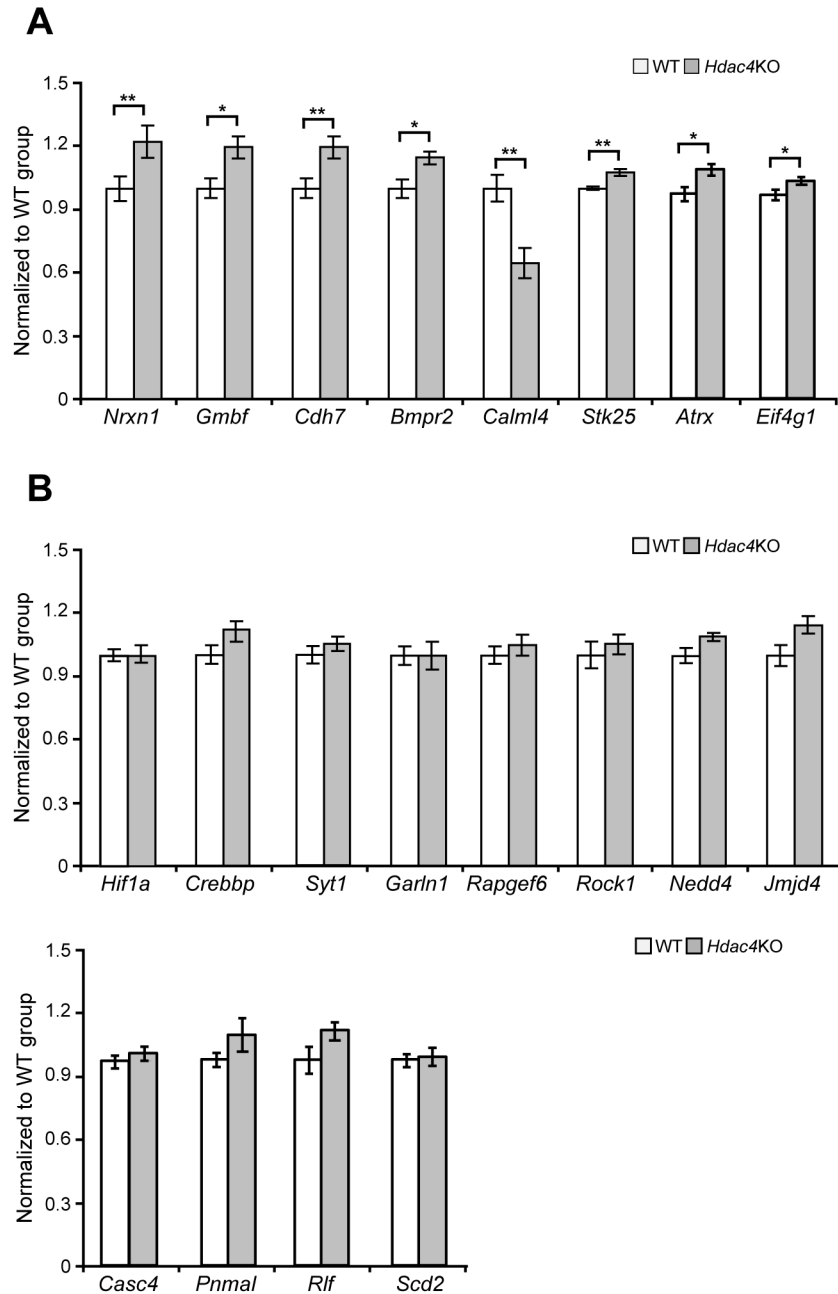 A
WT Hdac4KO
1.5
1.2
0.9
0.6
0.3
0
Normalized to WT group
** * ** * ** ** * *
Nrxn1 Gmbf Cdh7 Bmpr2 Calml4 Stk25 Atrx Eif4g1
B
WT Hdac4KO
1.5
1.2
0.9
0.6
0.3
0
Normalized to WT group
Hif1a Crebbp Syt1 Garln1 Rapgef6 Rock1 Nedd4 Jmjd4
WT Hdac4KO
1.5
1.2
0.9
0.6
0.3
0
Normalized to WT group
Casc4 Pnmal Rlf Scd2